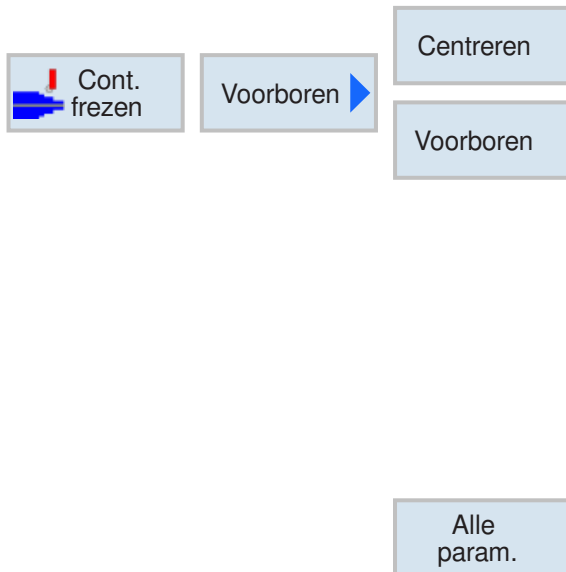 Cont.
frezen
Voorboren
Centreren
Voorboren
Alle
param.